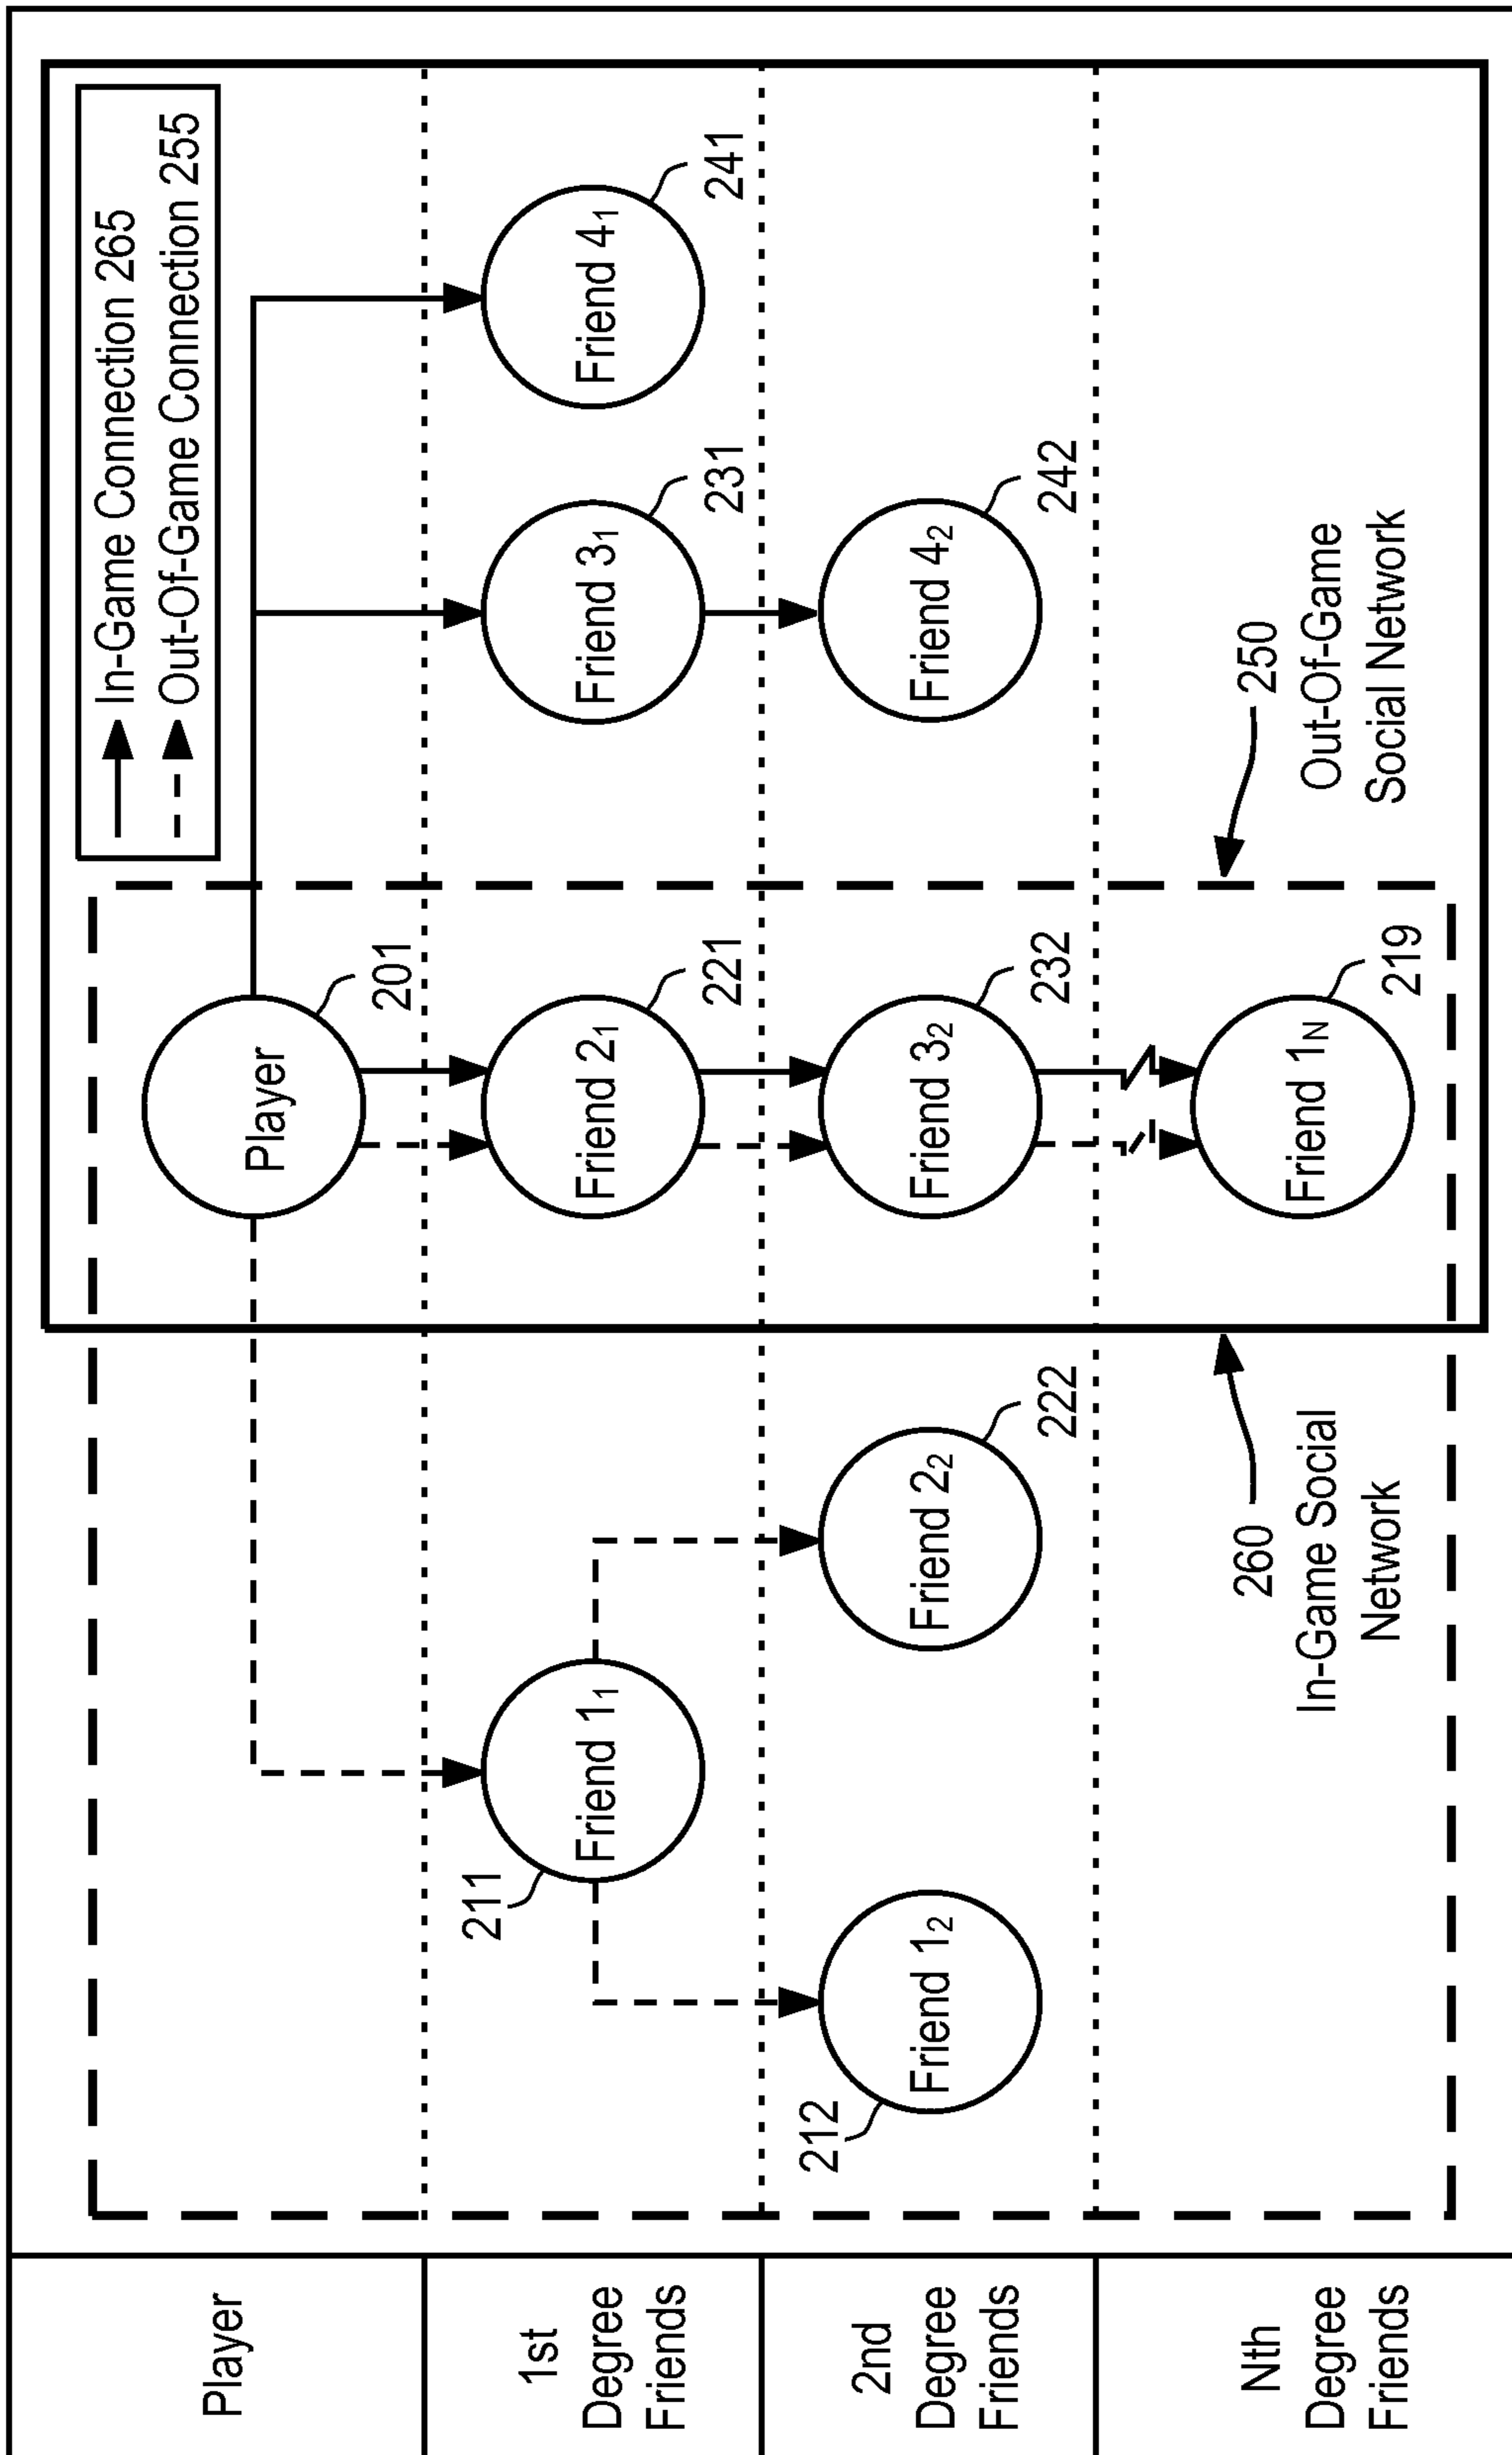 In-Game Connection 265
Out-Of-Game Connection 255
Player
Player
201
1st
Degree
Friends
211
Friend 1₁
Friend 2₁
221
Friend 3₁
231
Friend 4₁
241
2nd
Degree
Friends
212
Friend 1₂
Friend 2₂
222
Friend 3₂
232
Friend 4₂
242
Nth
Degree
Friends
260
In-Game Social
Network
Friend 1N
219
250
Out-Of-Game
Social Network